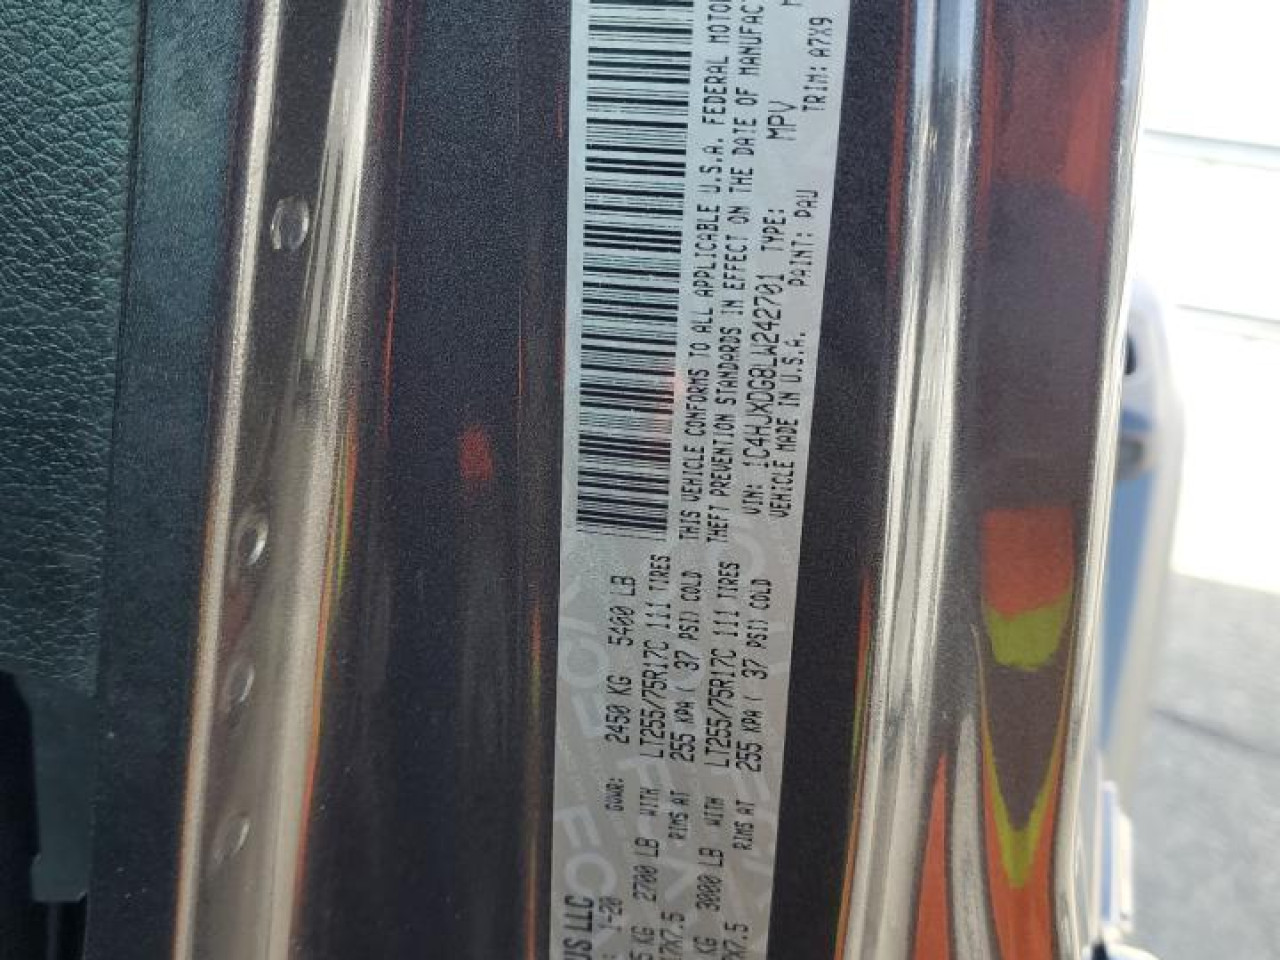 US LLC
1-20 GVWR: 2450 KG 5400 LB
KG 2700 LB WITH LT255/75R17C 111 TIRES
7X7.5 RIMS AT 255 KPA ( 37 PSI) COLD
KG 3000 LB WITH LT255/75R17C 111 TIRES
7X7.5 RIMS AT 255 KPA ( 37 PSI) COLD
THIS VEHICLE CONFORMS TO ALL APPLICABLE U.S.A. FEDERAL MOTOR
THEFT PREVENTION STANDARDS IN EFFECT ON THE DATE OF MANUFAC
VIN: 1C4HJXDG8LW242701 TYPE: MPV
VEHICLE MADE IN U.S.A. PAINT: PAU TRIM: A7X9